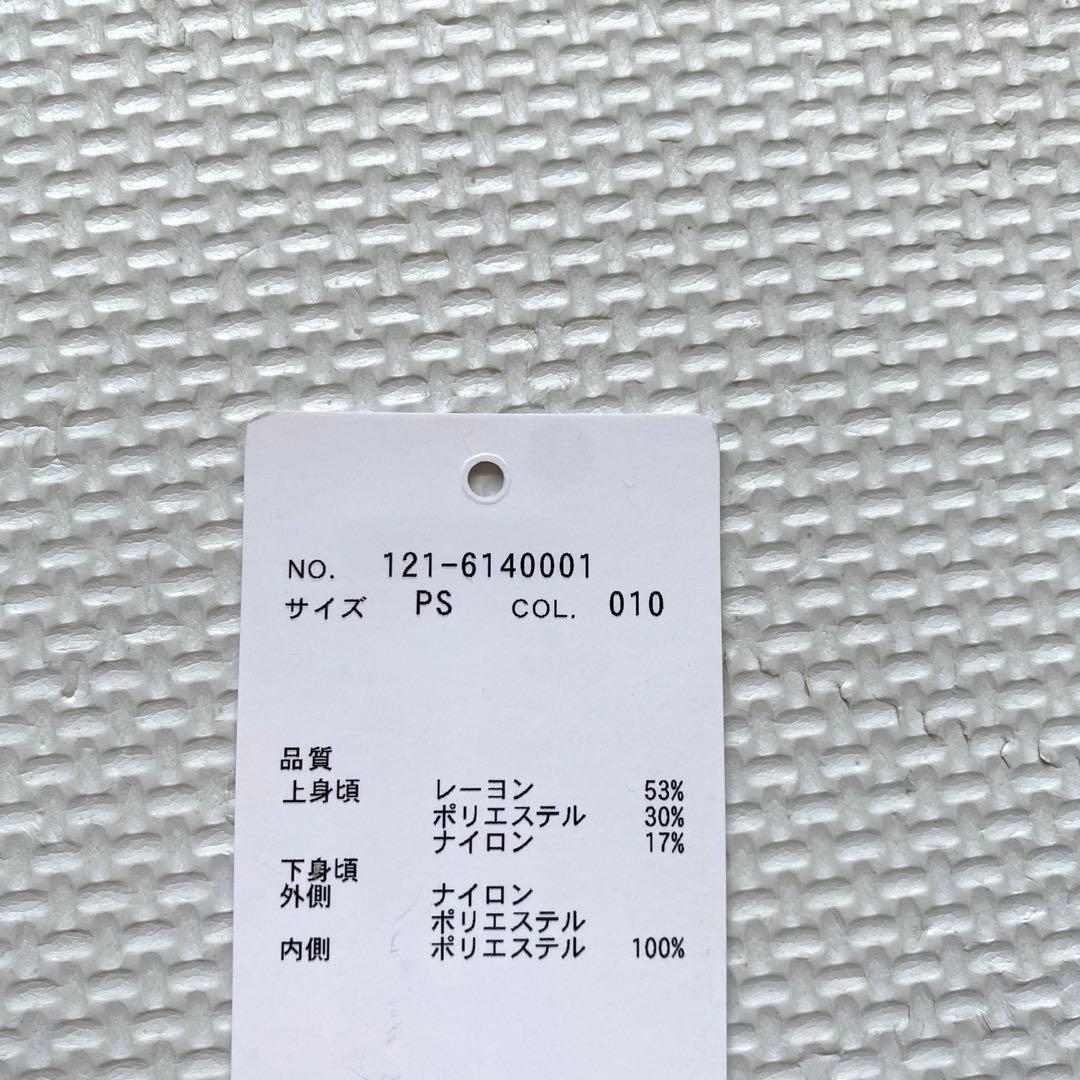 NO. 121-6140001
サイズ PS COL. 010
品質
上身頃 レーヨン 53%
ポリエステル 30%
ナイロン 17%
下身頃
外側 ナイロン
ポリエステル
内側 ポリエステル 100%